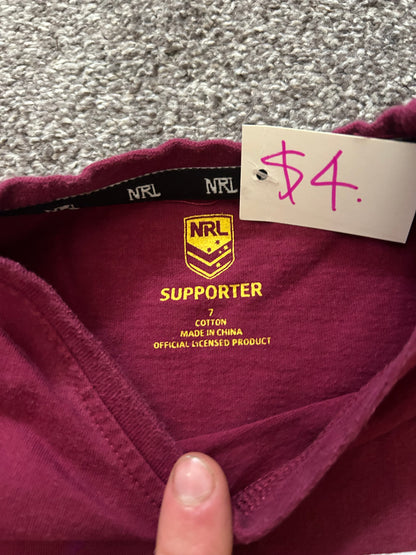 NRL NRL
$4.
NRL
SUPPORTER
7
COTTON
MADE IN CHINA
OFFICIAL LICENSED PRODUCT